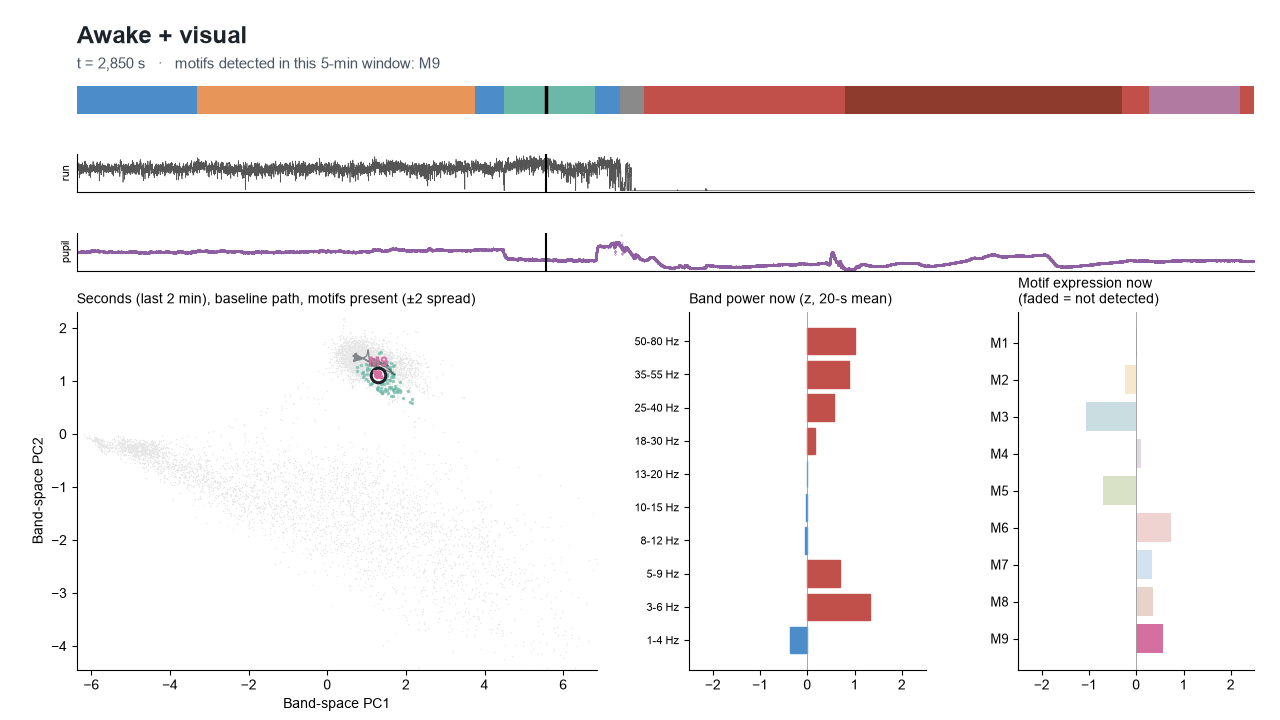 Awake + visual
t = 2,850 s · motifs detected in this 5-min window: M9
run
pupil
Seconds (last 2 min), baseline path, motifs present (±2 spread)
2
1
0
−1
−2
−3
−4
Band-space PC2
M9
−6
−4
−2
0
2
4
6
Band-space PC1
Band power now (z, 20-s mean)
50-80 Hz
35-55 Hz
25-40 Hz
18-30 Hz
13-20 Hz
10-15 Hz
8-12 Hz
5-9 Hz
3-6 Hz
1-4 Hz
−2
−1
0
1
2
Motif expression now
(faded = not detected)
M1
M2
M3
M4
M5
M6
M7
M8
M9
−2
−1
0
1
2